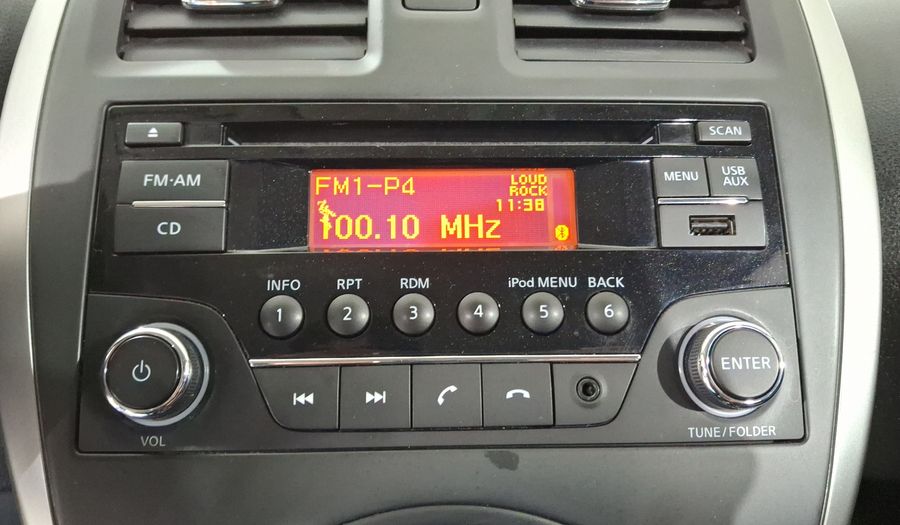 SCAN
FM·AM
CD
FM1-P4
LOUD
ROCK
11:38
100.10 MHz
MENU
USB
AUX
INFO
RPT
RDM
iPod MENU
BACK
1
2
3
4
5
6
VOL
ENTER
TUNE/FOLDER